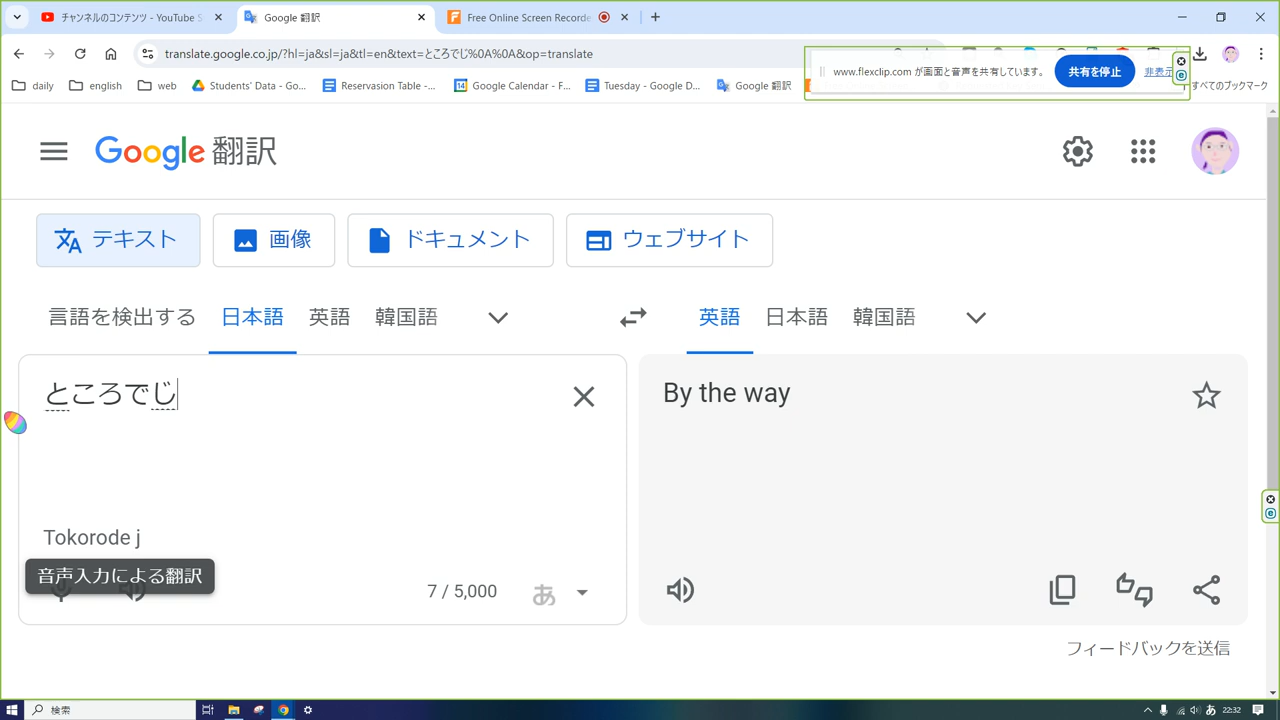 チャンネルのコンテンツ - YouTube S
Google 翻訳
Free Online Screen Recorde
translate.google.co.jp/?hl=ja&sl=ja&tl=en&text=ところでじ%0A%0A&op=translate
www.flexclip.com が画面と音声を共有しています。
共有を停止
非表示
daily
english
web
Students' Data - Go...
Reservasion Table -...
Google Calendar - F...
Tuesday - Google D...
Google 翻訳
すべてのブックマーク
Google 翻訳
テキスト
画像
ドキュメント
ウェブサイト
言語を検出する
日本語
英語
韓国語
英語
日本語
韓国語
ところでじ
By the way
Tokorode j
音声入力による翻訳
7 / 5,000
あ
フィードバックを送信
検索
あ
22:32